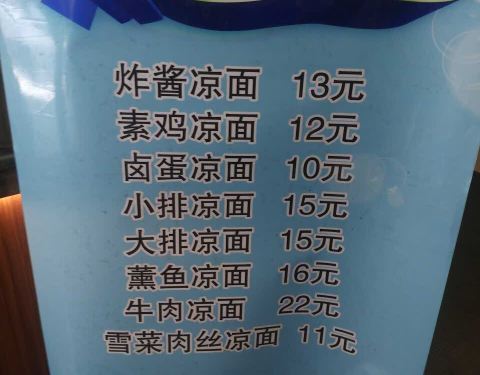 炸酱凉面 13元
素鸡凉面 12元
卤蛋凉面 10元
小排凉面 15元
大排凉面 15元
薰鱼凉面 16元
牛肉凉面 22元
雪菜肉丝凉面 11元